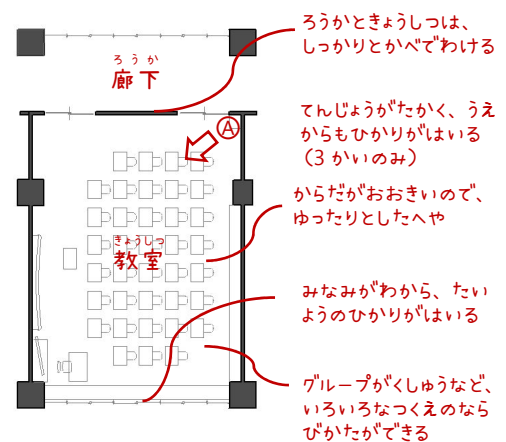 ろうかときょうしつは、
しっかりとかべでわける
ろうか
廊下
Ⓐ
てんじょうがたかく、うえ
からもひかりがはいる
（3かいのみ）
からだがおおきいので、
ゆったりとしたへや
きょうしつ
教室
みなみがわから、たい
ようのひかりがはいる
グループがくしゅうなど、
いろいろなつくえのなら
びかたができる